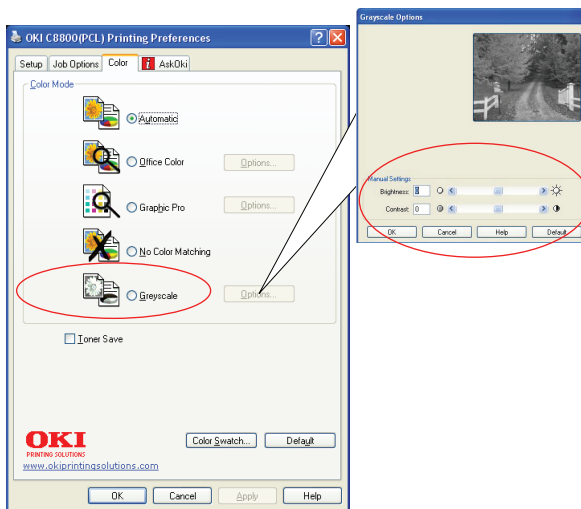 OKI C8800(PCL) Printing Preferences
Setup Job Options Color i AskOki
Color Mode
Automatic
Office Color Options...
Graphic Pro Options...
No Color Matching
Greyscale Options...
Toner Save
OKI
PRINTING SOLUTIONS
www.okiprintingsolutions.com
Color Swatch... Default
OK Cancel Apply Help
Grayscale Options
Manual Settings
Brightness: 0
Contrast: 0
OK Cancel Help Default